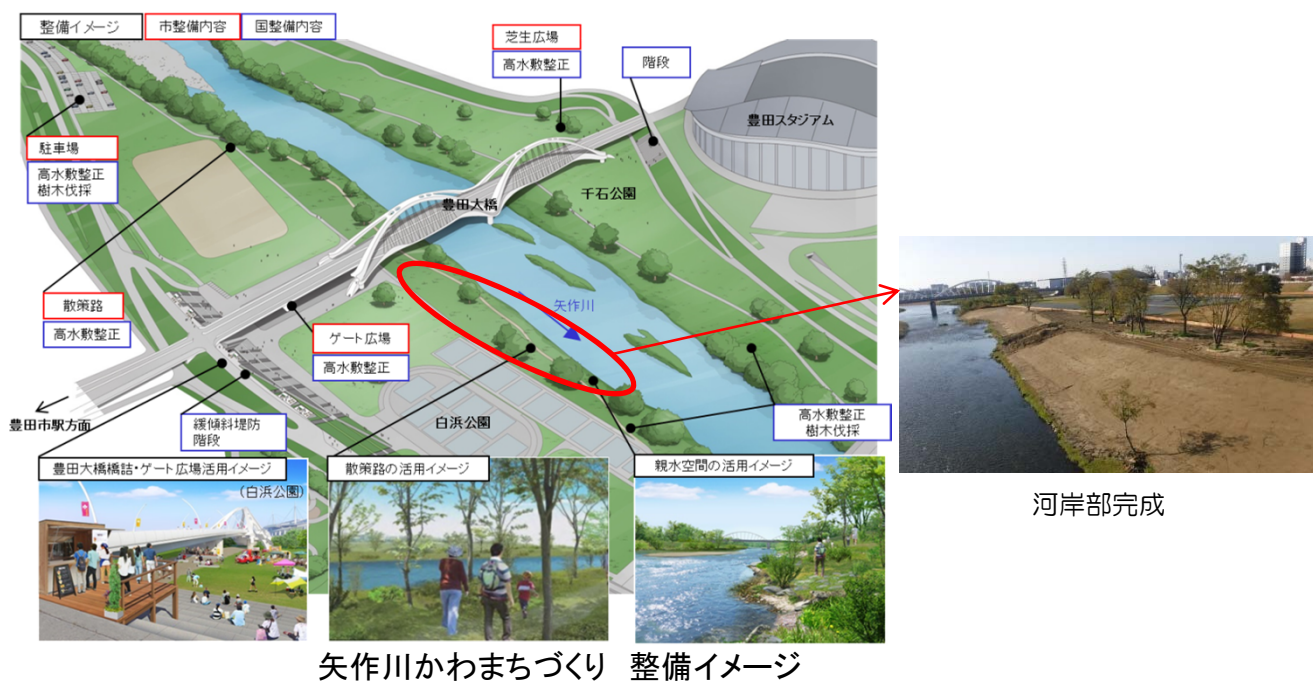 整備イメージ
市整備内容
国整備内容
芝生広場
高水敷整正
階段
豊田スタジアム
駐車場
高水敷整正
樹木伐採
千石公園
豊田大橋
散策路
高水敷整正
矢作川
ゲート広場
高水敷整正
豊田市駅方面
緩傾斜堤防
階段
白浜公園
高水敷整正
樹木伐採
豊田大橋橋詰・ゲート広場活用イメージ
(白浜公園)
散策路の活用イメージ
親水空間の活用イメージ
河岸部完成
矢作川かわまちづくり 整備イメージ